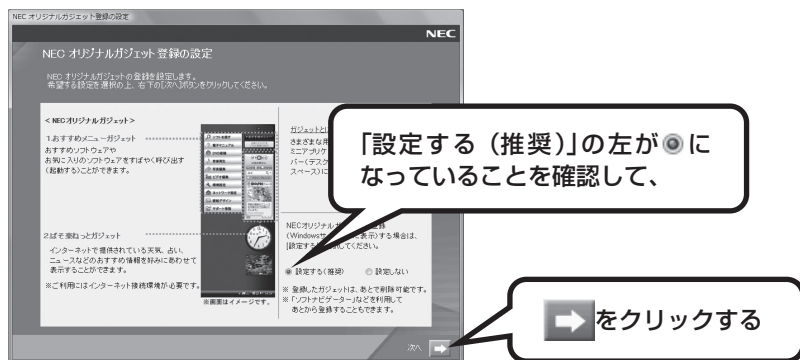 NEC オリジナルガジェット登録の設定
NEC
NEC オリジナルガジェット登録の設定
NEC オリジナルガジェットの登録を設定します。
希望する設定を選択の上、右下の[次へ]ボタンをクリックしてください。
< NECオリジナルガジェット>
1.おすすめメニューガジェット
おすすめソフトウェアや
お気に入りのソフトウェアをすばやく呼び出す
(起動する)ことができます。
2.ぱそ楽ねっとガジェット
インターネットで提供されている天気、占い、
ニュースなどのおすすめ情報を好みにあわせて
表示することができます。
※ご利用にはインターネット接続環境が必要です。
※画面はイメージです。
ガジェットと
さまざまな用
ミニアプリケ
バー(デスク
スペース)に
「設定する（推奨）」の左が◉に
なっていることを確認して、
NECオリジナル
(Windowsサ
表示)する場合は、
してください。
設定する(推奨)
設定しない
※ 登録したガジェットは、あとで削除可能です。
※「ソフトナビゲーター」などを利用して
あとから登録することもできます。
次へ
をクリックする